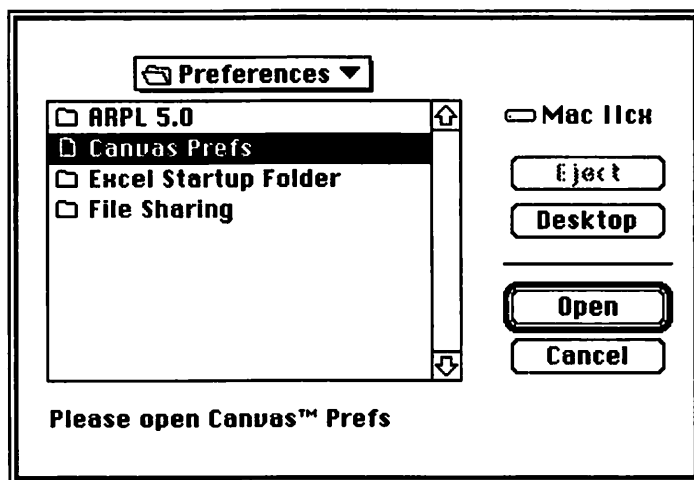 Preferences
ARPL 5.0
Canvas Prefs
Excel Startup Folder
File Sharing
Mac IIcx
Eject
Desktop
Open
Cancel
Please open Canvas™ Prefs